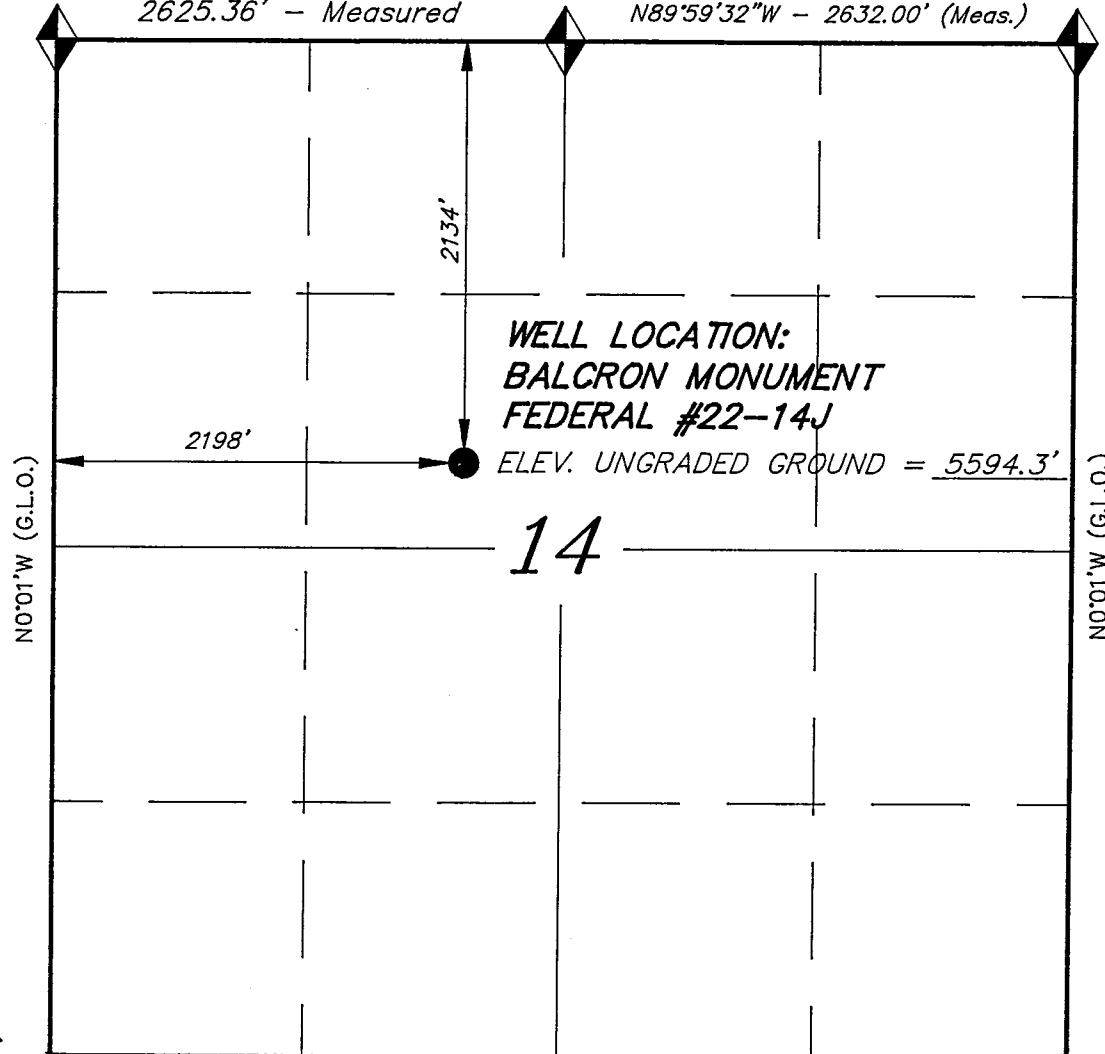 2625.36' – Measured
N89°59'32"W – 2632.00' (Meas.)
2134'
WELL LOCATION:
BALCRON MONUMENT
FEDERAL #22–14J
2198'
ELEV. UNGRADED GROUND = 5594.3'
14
N0°01'W (G.L.O.)
N0°01'W (G.L.O.)